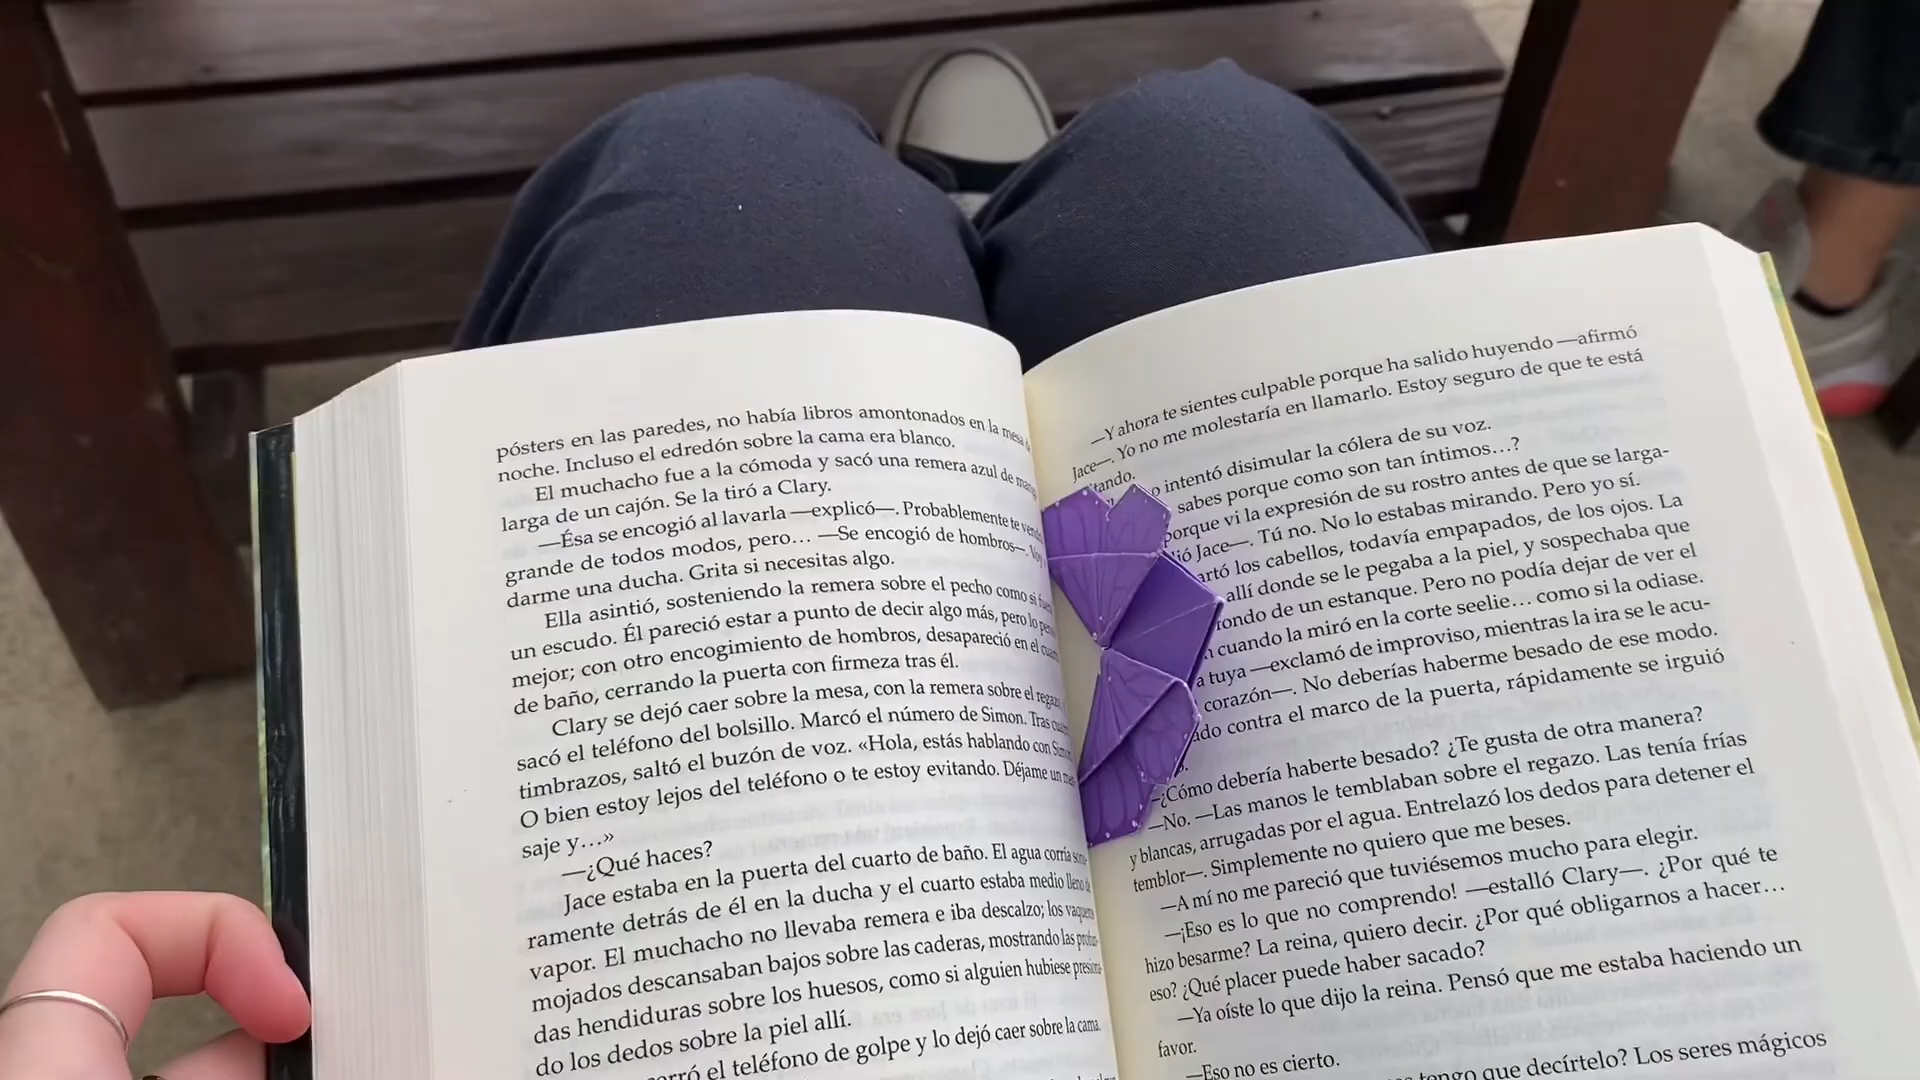 pósters en las paredes, no había libros amontonados en la mesa
noche. Incluso el edredón sobre la cama era blanco.
El muchacho fue a la cómoda y sacó una remera azul de
larga de un cajón. Se la tiró a Clary.
—Ésa se encogió al lavarla —explicó—. Probablemente te
grande de todos modos, pero… —Se encogió de hombros—.
darme una ducha. Grita si necesitas algo.
Ella asintió, sosteniendo la remera sobre el pecho como si
un escudo. Él pareció estar a punto de decir algo más, pero lo
mejor; con otro encogimiento de hombros, desapareció en el
de baño, cerrando la puerta con firmeza tras él.
Clary se dejó caer sobre la mesa, con la remera sobre el
sacó el teléfono del bolsillo. Marcó el número de Simon. Tras
timbrazos, saltó el buzón de voz. «Hola, estás hablando con
O bien estoy lejos del teléfono o te estoy evitando. Déjame un
saje y…»
—¿Qué haces?
Jace estaba en la puerta del cuarto de baño. El agua corría
ramente detrás de él en la ducha y el cuarto estaba medio lleno
vapor. El muchacho no llevaba remera e iba descalzo; los
mojados descansaban bajos sobre las caderas, mostrando las
das hendiduras sobre los huesos, como si alguien hubiese
do los dedos sobre la piel allí.
el teléfono de golpe y lo dejó caer sobre la cama.
—Y ahora te sientes culpable porque ha salido huyendo —afirmó
Jace—. Yo no me molestaría en llamarlo. Estoy seguro de que te está
tando.
intentó disimular la cólera de su voz.
sabes porque como son tan íntimos…?
porque vi la expresión de su rostro antes de que se larga-
Jace—. Tú no. No lo estabas mirando. Pero yo sí.
los cabellos, todavía empapados, de los ojos. La
allí donde se le pegaba a la piel, y sospechaba que
de un estanque. Pero no podía dejar de ver el
cuando la miró en la corte seelie… como si la odiase.
tuya —exclamó de improviso, mientras la ira se le acu-
corazón—. No deberías haberme besado de ese modo.
contra el marco de la puerta, rápidamente se irguió
—¿Cómo debería haberte besado? ¿Te gusta de otra manera?
—No. —Las manos le temblaban sobre el regazo. Las tenía frías
y blancas, arrugadas por el agua. Entrelazó los dedos para detener el
temblor—. Simplemente no quiero que me beses.
—A mí no me pareció que tuviésemos mucho para elegir.
—¡Eso es lo que no comprendo! —estalló Clary—. ¿Por qué te
hizo besarme? La reina, quiero decir. ¿Por qué obligarnos a hacer…
eso? ¿Qué placer puede haber sacado?
—Ya oíste lo que dijo la reina. Pensó que me estaba haciendo un
favor.
—Eso no es cierto.
tengo que decírtelo? Los seres mágicos